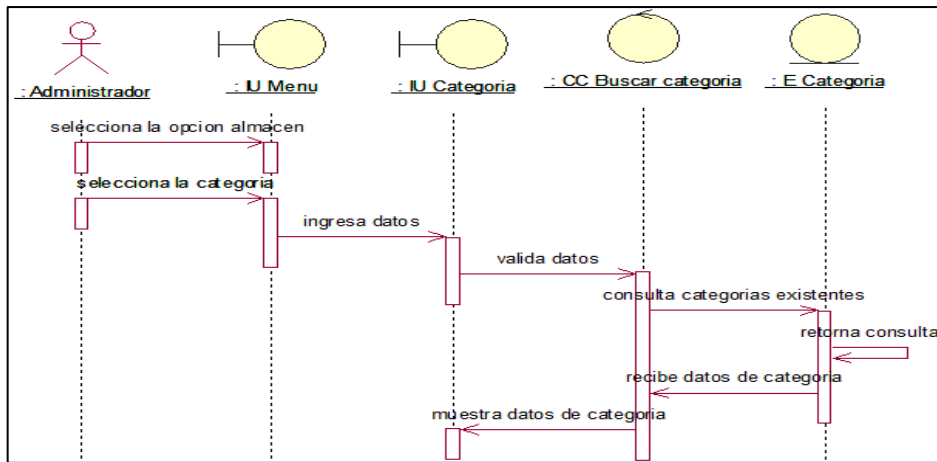 : Administrador
: IU Menu
: IU Categoria
: CC Buscar categoria
: E Categoria
selecciona la opcion almacen
selecciona la categoria
ingresa datos
valida datos
consulta categorias existentes
retorna consulta
recibe datos de categoria
muestra datos de categoria